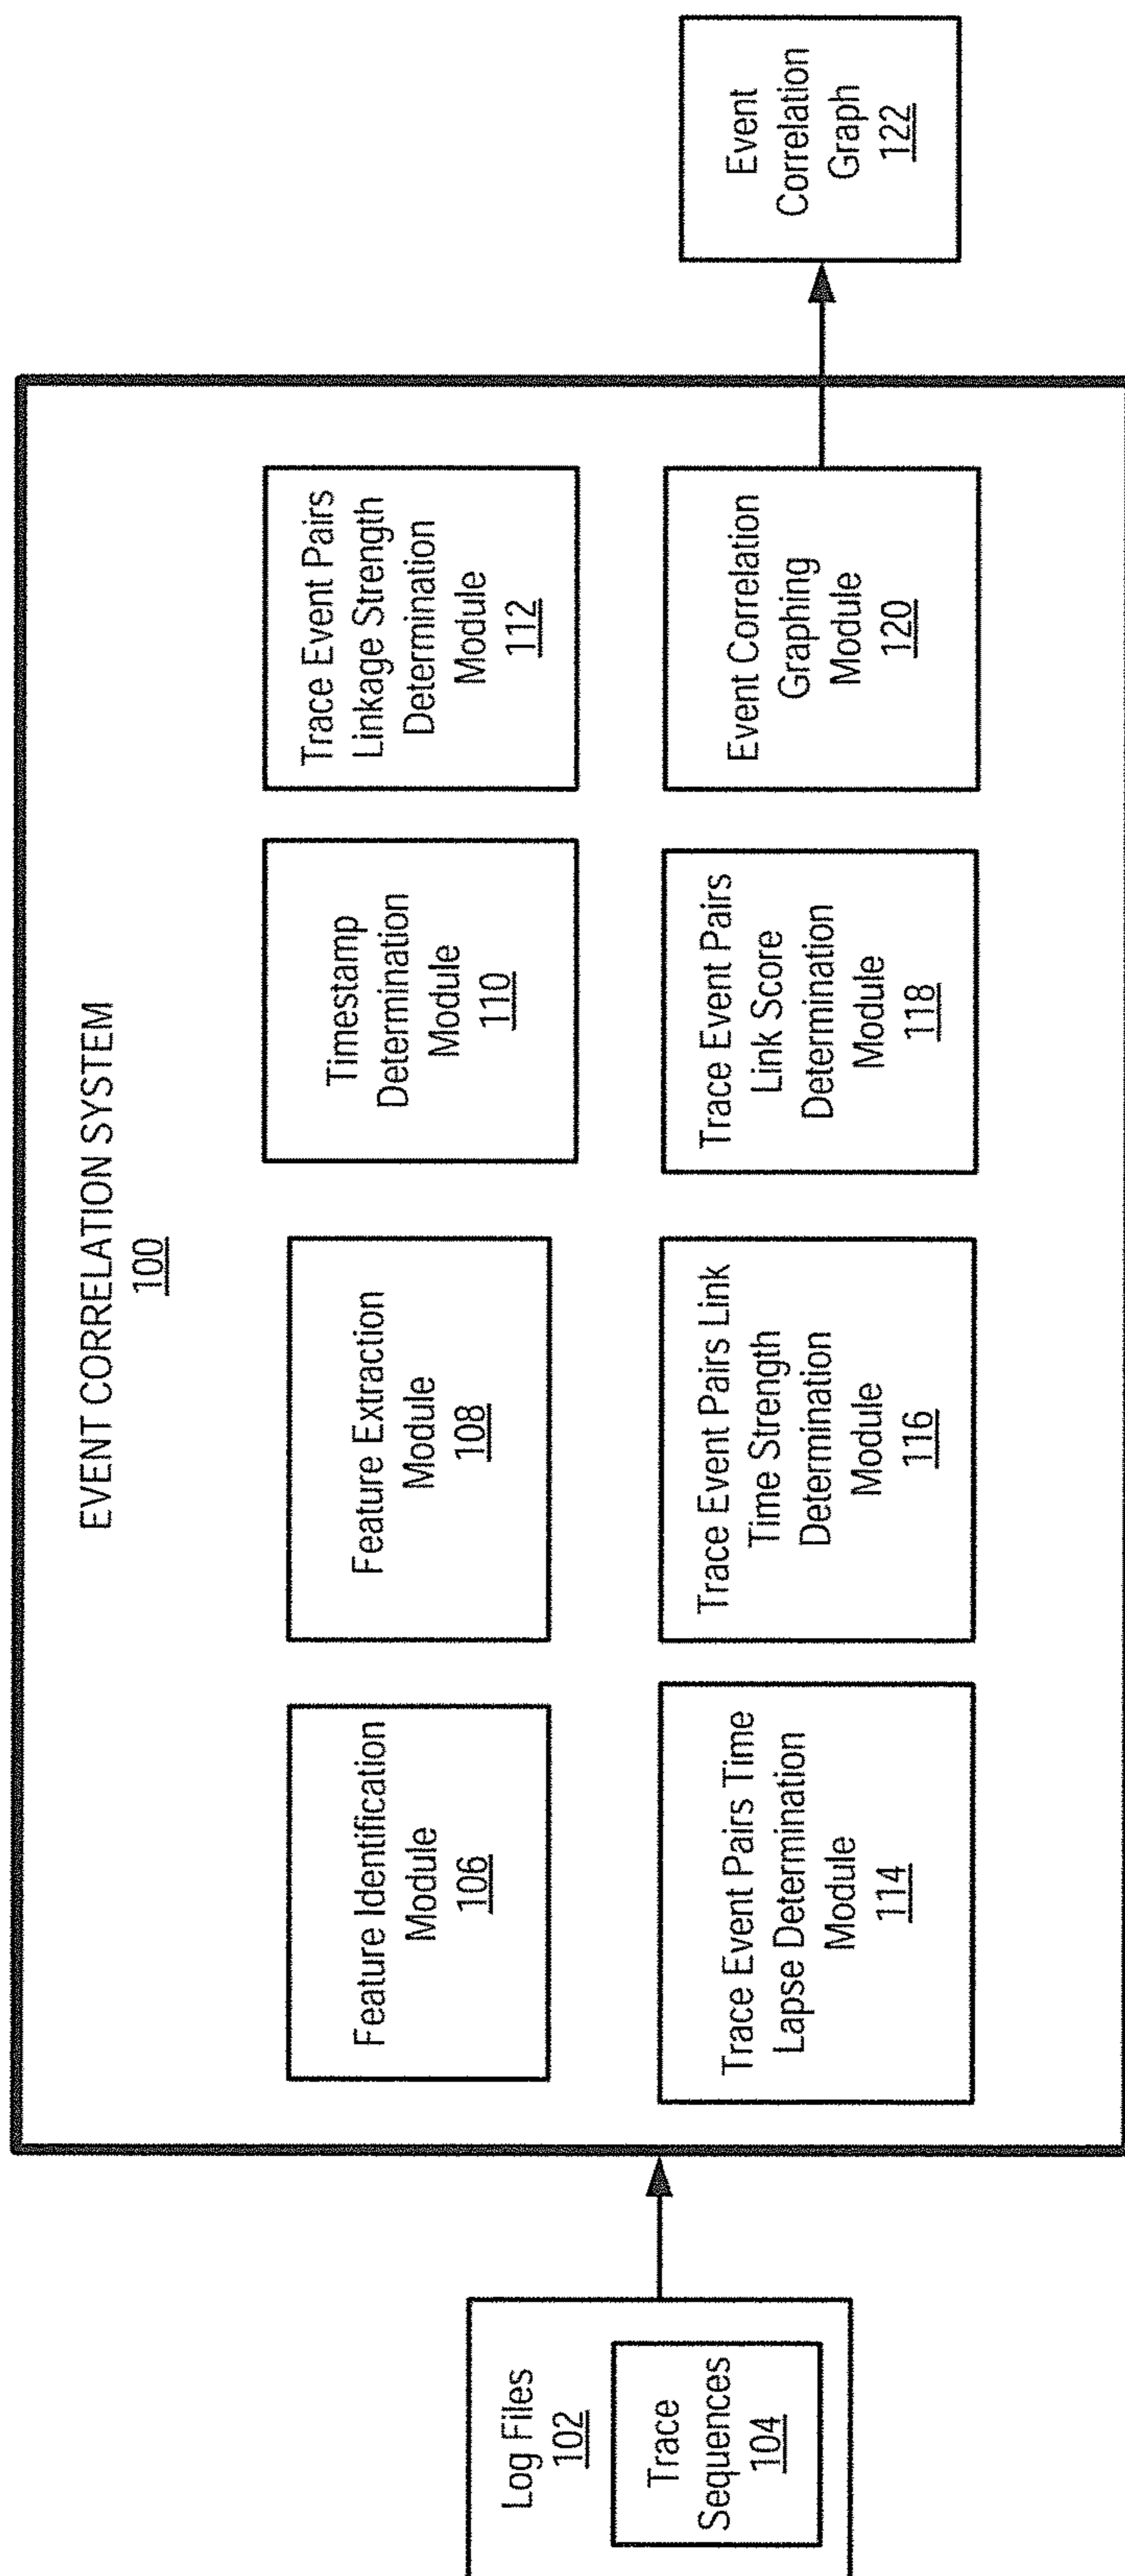 EVENT CORRELATION SYSTEM
100
Log Files
102
Trace
Sequences
104
Feature Identification
Module
106
Feature Extraction
Module
108
Timestamp
Determination
Module
110
Trace Event Pairs
Linkage Strength
Determination
Module
112
Trace Event Pairs Time
Lapse Determination
Module
114
Trace Event Pairs Link
Time Strength
Determination
Module
116
Trace Event Pairs
Link Score
Determination
Module
118
Event Correlation
Graphing
Module
120
Event
Correlation
Graph
122